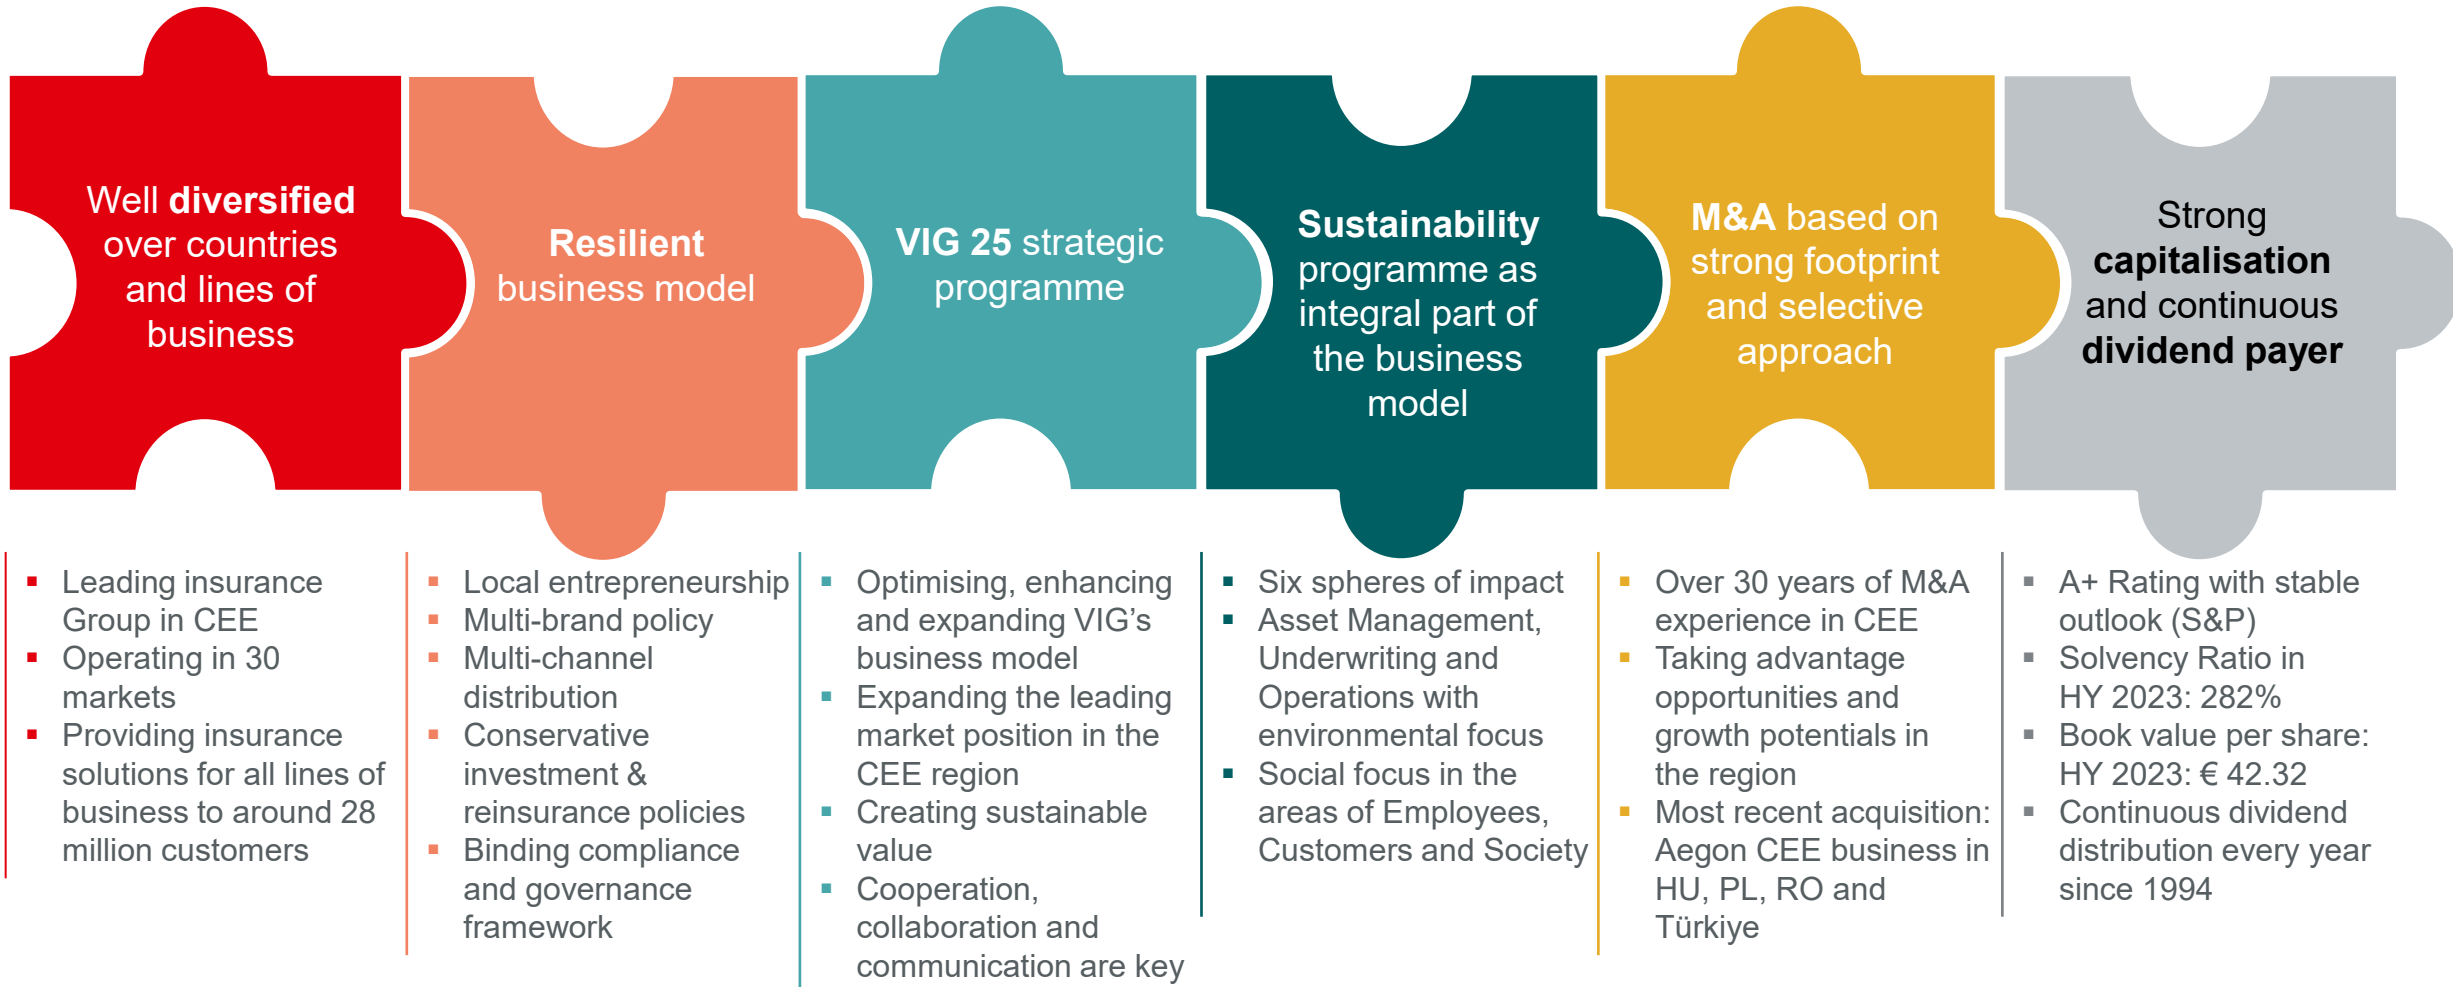 Well diversified
over countries
and lines of
business
Resilient
business model
VIG 25 strategic
programme
Sustainability
programme as
integral part of
the business
model
M&A based on
strong footprint
and selective
approach
Strong
capitalisation
and continuous
dividend payer
▪ Leading insurance
Group in CEE
▪ Operating in 30
markets
▪ Providing insurance
solutions for all lines of
business to around 28
million customers
▪ Local entrepreneurship
▪ Multi-brand policy
▪ Multi-channel
distribution
▪ Conservative
investment &
reinsurance policies
▪ Binding compliance
and governance
framework
▪ Optimising, enhancing
and expanding VIG’s
business model
▪ Expanding the leading
market position in the
CEE region
▪ Creating sustainable
value
▪ Cooperation,
collaboration and
communication are key
▪ Six spheres of impact
▪ Asset Management,
Underwriting and
Operations with
environmental focus
▪ Social focus in the
areas of Employees,
Customers and Society
▪ Over 30 years of M&A
experience in CEE
▪ Taking advantage
opportunities and
growth potentials in
the region
▪ Most recent acquisition:
Aegon CEE business in
HU, PL, RO and
Türkiye
▪ A+ Rating with stable
outlook (S&P)
▪ Solvency Ratio in
HY 2023: 282%
▪ Book value per share:
HY 2023: € 42.32
▪ Continuous dividend
distribution every year
since 1994